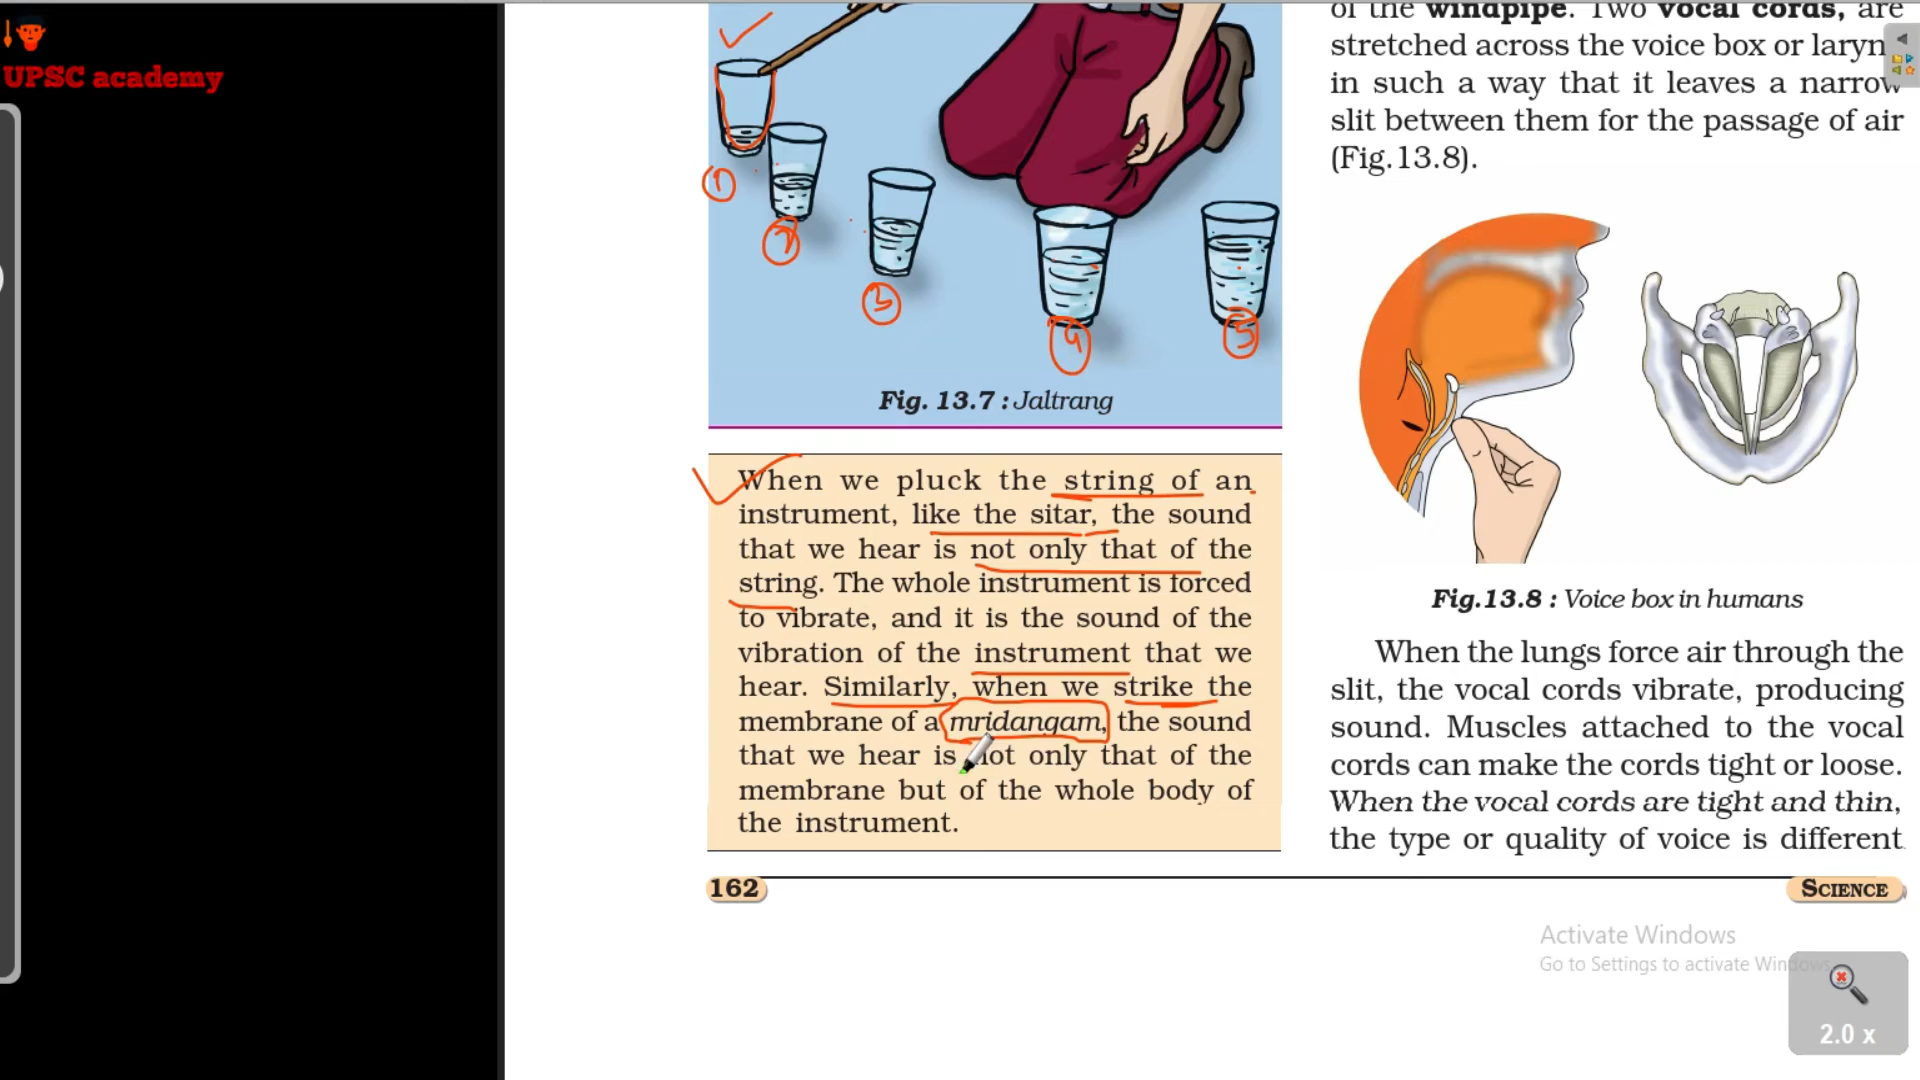 UPSC academy
1
2
3
4
5
Fig. 13.7 : Jaltrang
When we pluck the string of an
instrument, like the sitar, the sound
that we hear is not only that of the
string. The whole instrument is forced
to vibrate, and it is the sound of the
vibration of the instrument that we
hear. Similarly, when we strike the
membrane of a mridangam, the sound
that we hear is not only that of the
membrane but of the whole body of
the instrument.
162
of the windpipe. Two vocal cords, are
stretched across the voice box or laryn
in such a way that it leaves a narrow
slit between them for the passage of air
(Fig.13.8).
Fig.13.8 : Voice box in humans
When the lungs force air through the
slit, the vocal cords vibrate, producing
sound. Muscles attached to the vocal
cords can make the cords tight or loose.
When the vocal cords are tight and thin,
the type or quality of voice is different
SCIENCE
Activate Windows
Go to Settings to activate Windows.
2.0 x